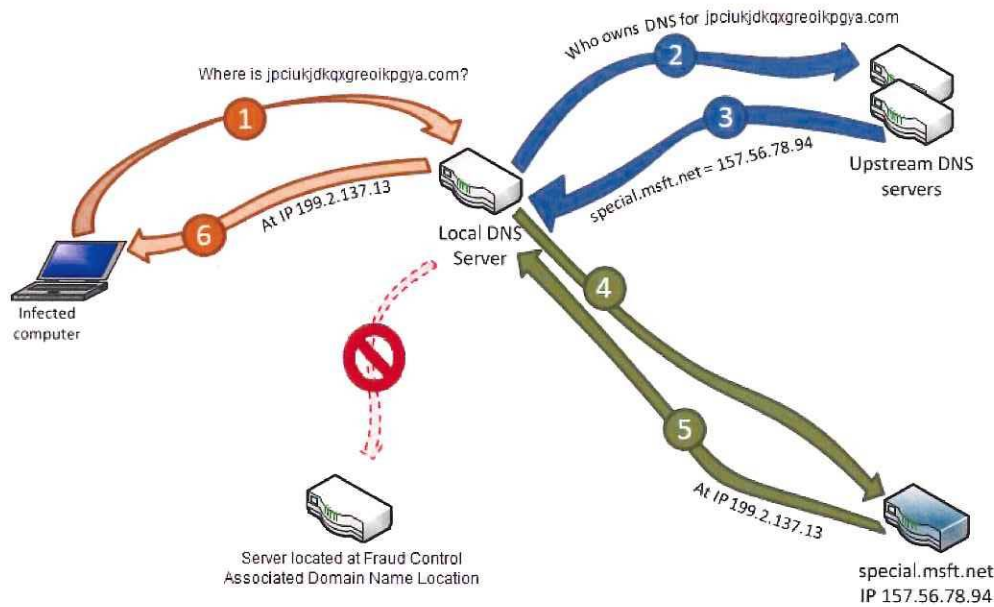 Who owns DNS for jpciukjdkqxgreoikpgya.com
Where is jpciukjdkqxgreoikpgya.com?
1
2
3
special.msft.net = 157.56.78.94
Upstream DNS
servers
At IP 199.2.137.13
6
Local DNS
Server
Infected
computer
4
5
At IP 199.2.137.13
Server located at Fraud Control
Associated Domain Name Location
special.msft.net
IP 157.56.78.94